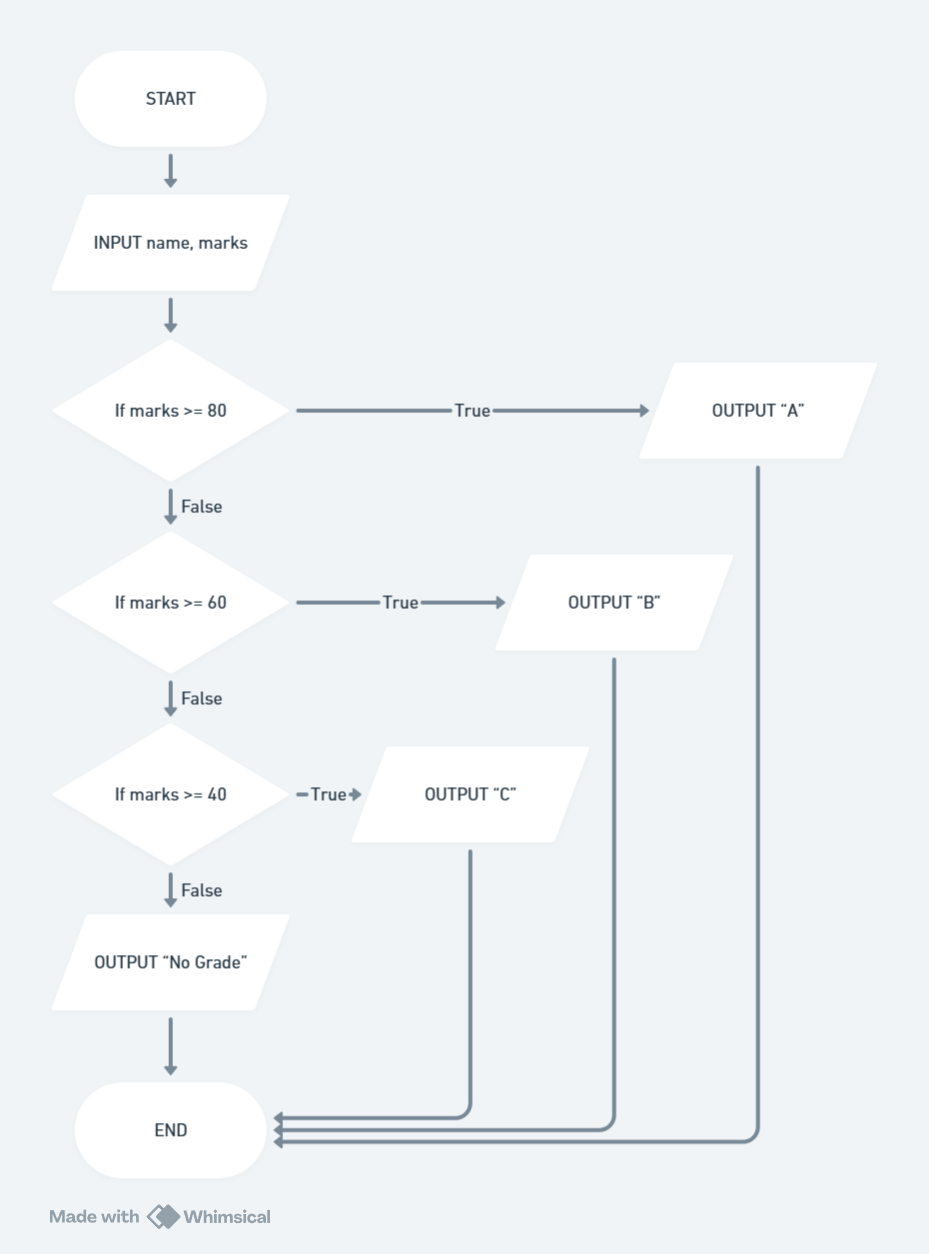 START
INPUT name, marks
If marks >= 80
True
OUTPUT “A”
False
If marks >= 60
True
OUTPUT “B”
False
If marks >= 40
True
OUTPUT “C”
False
OUTPUT “No Grade”
END
Made with Whimsical